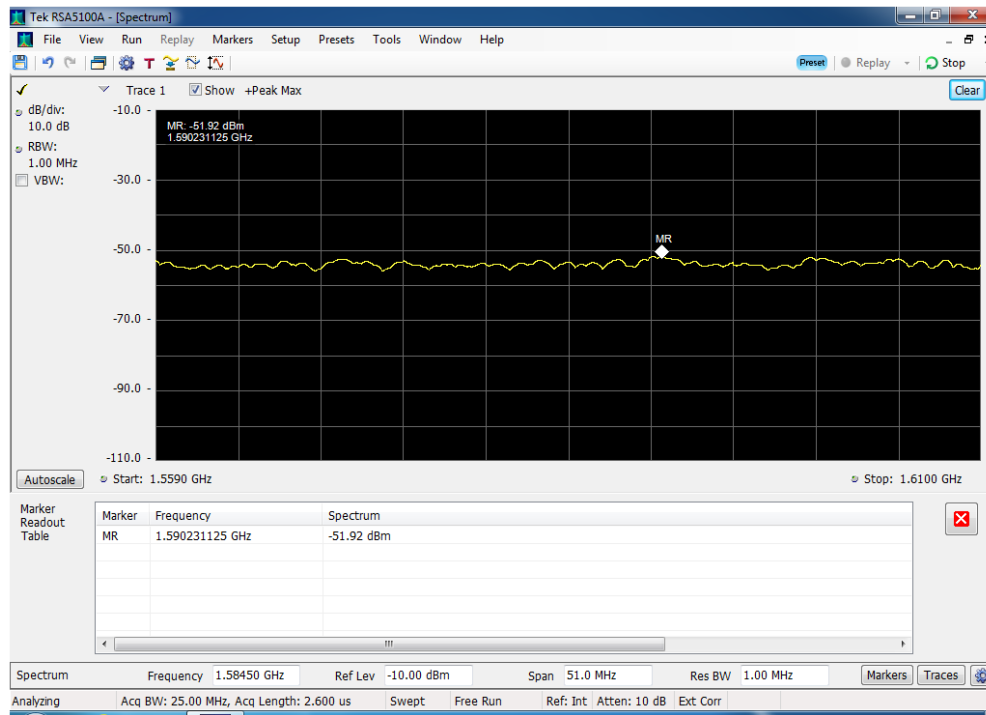 Tek RSA5100A - [Spectrum]
File View Run Replay Markers Setup Presets Tools Window Help
T Preset Replay Stop
Trace 1 Show +Peak Max Clear
dB/div:
10.0 dB
RBW:
1.00 MHz
VBW:
-10.0
MR: -51.92 dBm
1.590231125 GHz
-30.0
MR
-50.0
-70.0
-90.0
-110.0
Autoscale Start: 1.5590 GHz Stop: 1.6100 GHz
Marker
Readout
Table
Marker Frequency Spectrum
MR 1.590231125 GHz -51.92 dBm
Spectrum Frequency 1.58450 GHz Ref Lev -10.00 dBm Span 51.0 MHz Res BW 1.00 MHz Markers Traces
Analyzing Acq BW: 25.00 MHz, Acq Length: 2.600 us Swept Free Run Ref: Int Atten: 10 dB Ext Corr